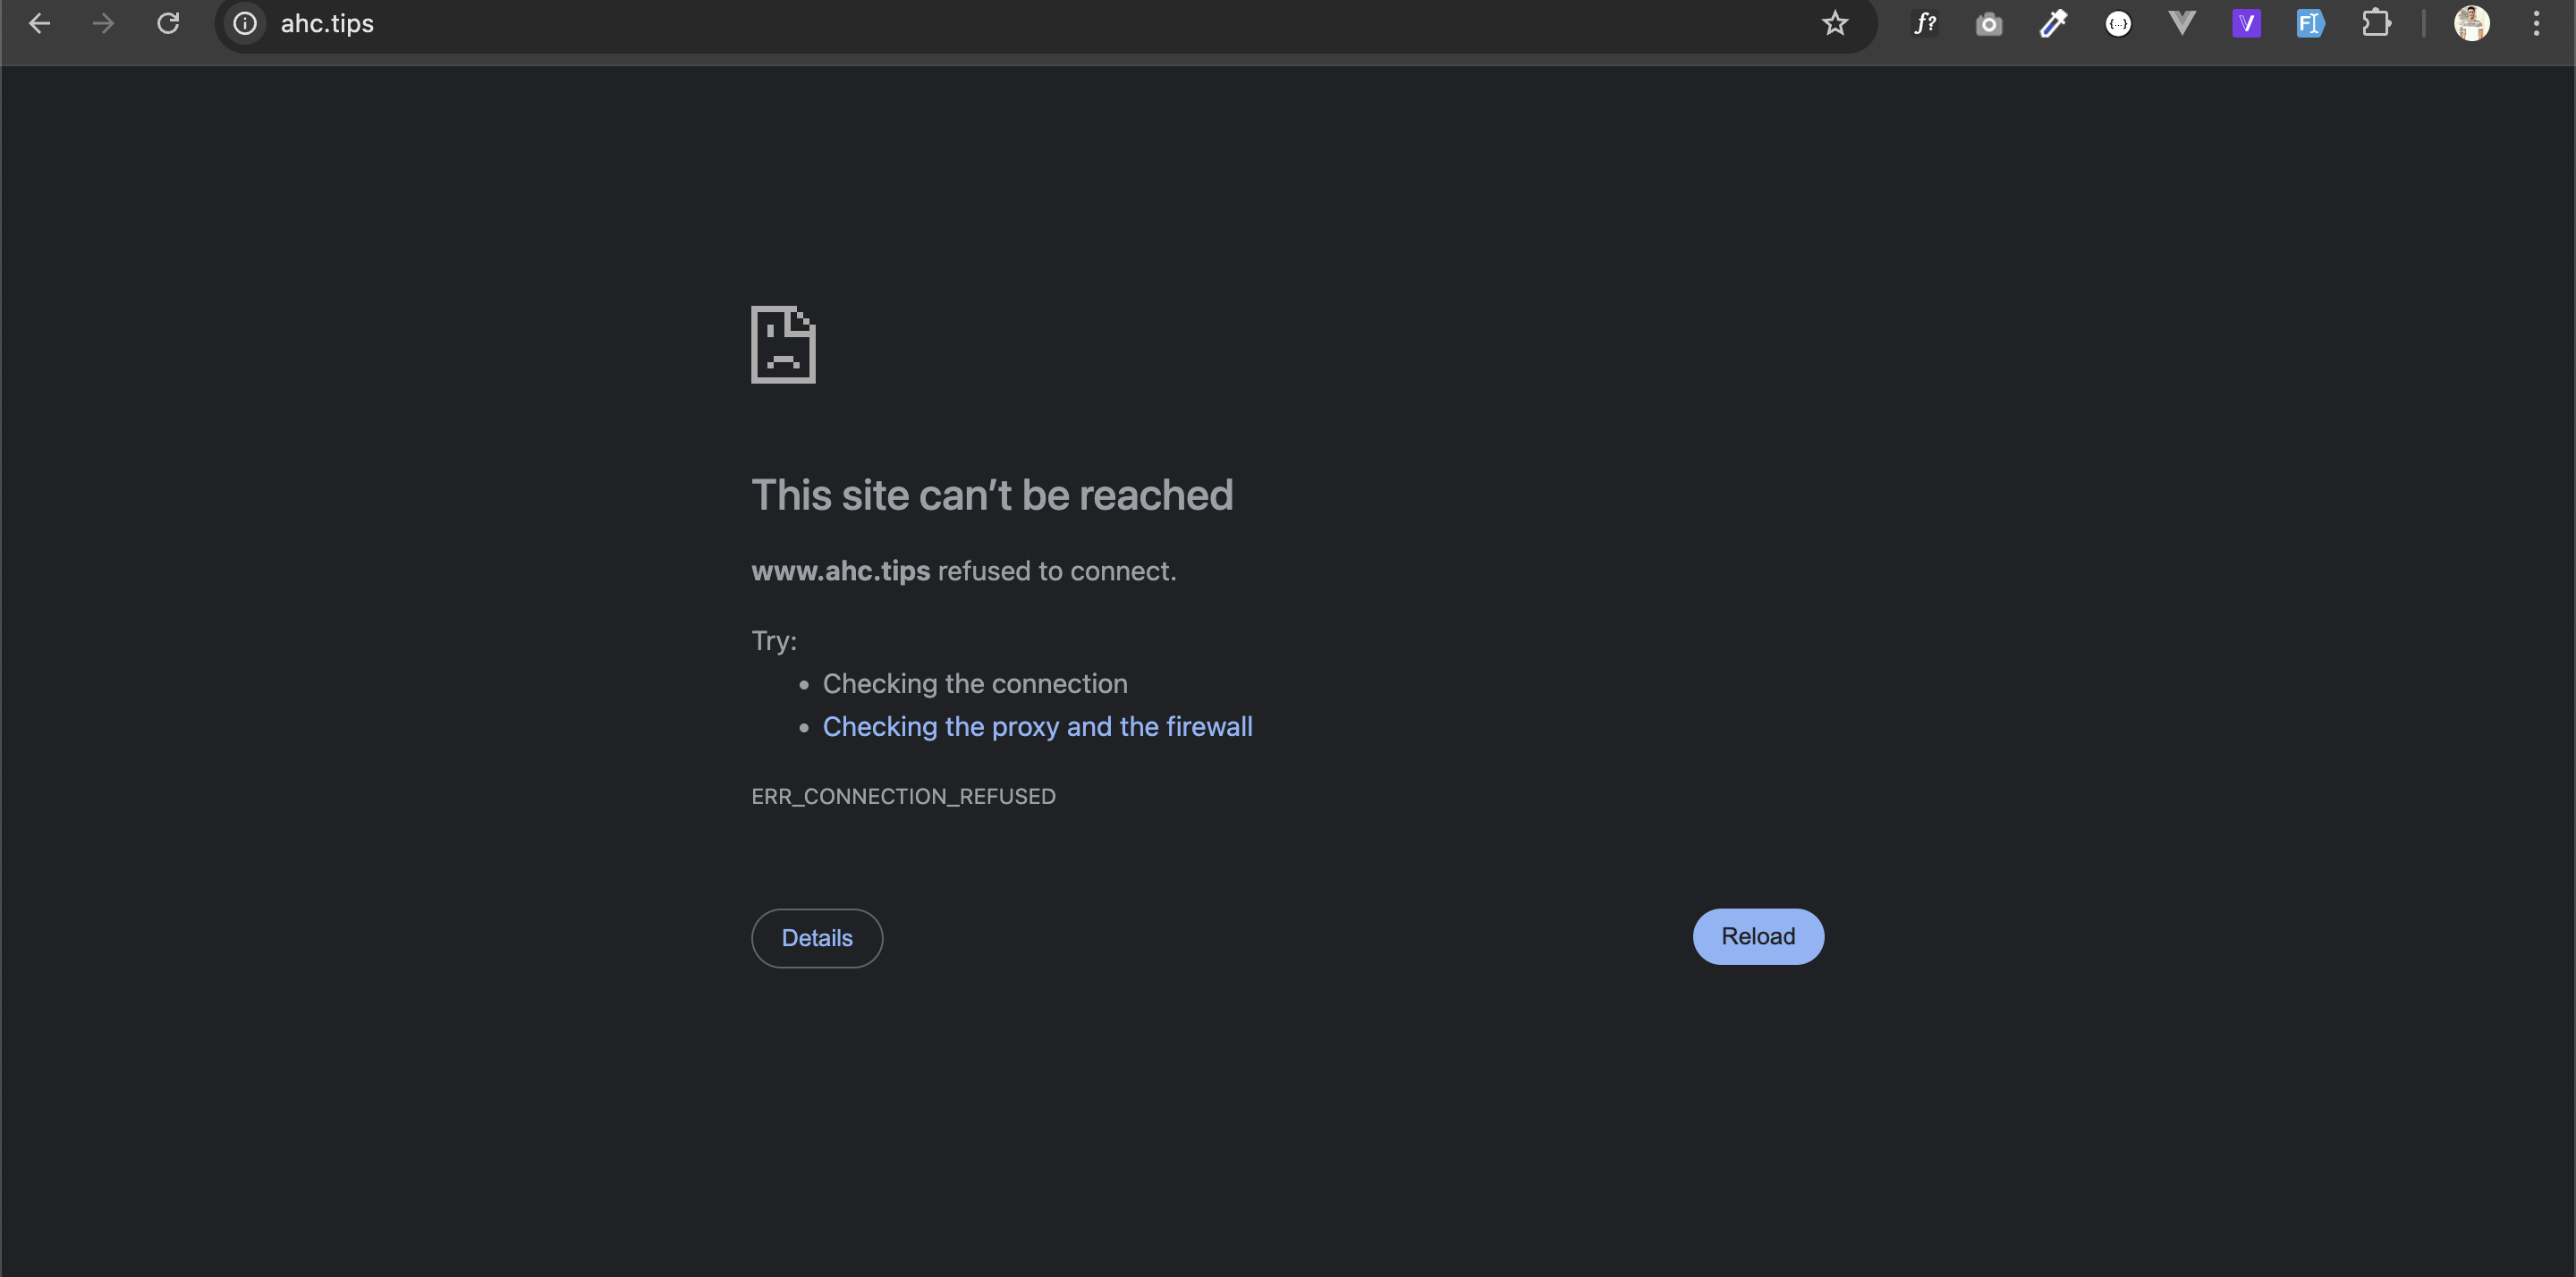 ahc.tips
f?
{...}
V
FI
This site can’t be reached
www.ahc.tips refused to connect.
Try:
• Checking the connection
• Checking the proxy and the firewall
ERR_CONNECTION_REFUSED
Details
Reload